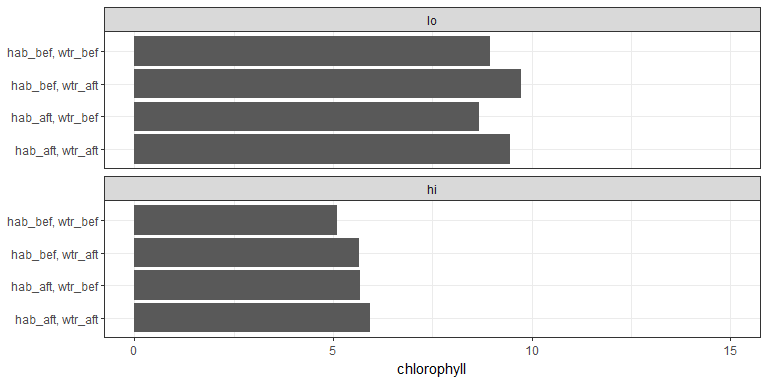 lo
hab_bef, wtr_bef
hab_bef, wtr_aft
hab_aft, wtr_bef
hab_aft, wtr_aft
hi
hab_bef, wtr_bef
hab_bef, wtr_aft
hab_aft, wtr_bef
hab_aft, wtr_aft
0 5 10 15
chlorophyll